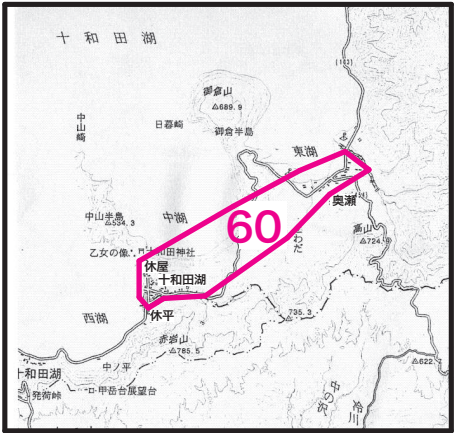 十和田湖
(103)
御倉山
△689.9
日暮崎
御倉半島
中山崎
東湖
奥瀬
中山半島
△534.3
中湖
60
高山
△724.
乙女の像
十和田神社
休屋
十和田湖
西湖
休平
△735.3
赤岩山
△785.5
中ノ平
十和田湖
発荷峠
甲岳台展望台
△622.